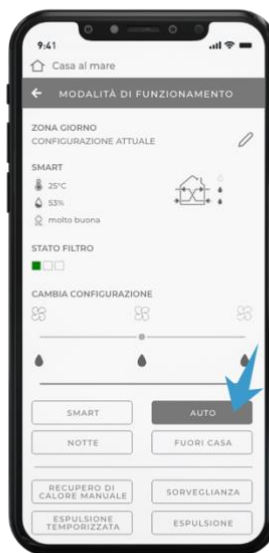 9:41
Casa al mare
MODALITÀ DI FUNZIONAMENTO
ZONA GIORNO
CONFIGURAZIONE ATTUALE
SMART
25°C
53%
molto buona
STATO FILTRO
CAMBIA CONFIGURAZIONE
SMART
AUTO
NOTTE
FUORI CASA
RECUPERO DI
CALORE MANUALE
SORVEGLIANZA
ESPULSIONE
TEMPORIZZATA
ESPULSIONE